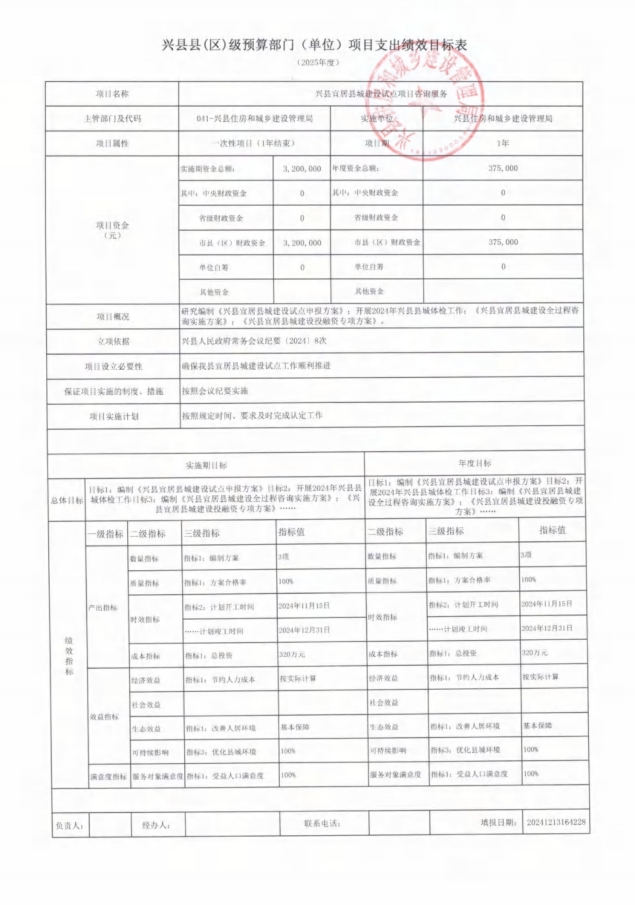 兴县县(区)级预算部门（单位）项目支出绩效目标表
（2025年度）
项目名称 兴县宜居县城建设试点项目咨询服务
主管部门及代码 041-兴县住房和城乡建设管理局 实施单位 兴县住房和城乡建设管理局
项目属性 一次性项目（1年结束） 项目期 1年
项目资金
（元）
实施期资金总额： 3,200,000 年度资金总额： 375,000
其中：中央财政资金 0 其中：中央财政资金 0
省级财政资金 0 省级财政资金 0
市县（区）财政资金 3,200,000 市县（区）财政资金 375,000
单位自筹 0 单位自筹 0
其他资金 其他资金
项目概况
研究编制《兴县宜居县城建设试点申报方案》；开展2024年兴县县城体检工作；《兴县宜居县城建设全过程咨
询实施方案》；《兴县宜居县城建设投融资专项方案》。
立项依据 兴县人民政府常务会议纪要〔2024〕8次
项目设立必要性 确保我县宜居县城建设试点工作顺利推进
保证项目实施的制度、措施 按照会议纪要实施
项目实施计划 按照规定时间、要求及时完成认定工作
实施期目标 年度目标
总体目标
目标1：编制《兴县宜居县城建设试点申报方案》目标2：开展2024年兴县县
城体检工作目标3：编制《兴县宜居县城建设全过程咨询实施方案》；《兴
县宜居县城建设投融资专项方案》……
目标1：编制《兴县宜居县城建设试点申报方案》目标2：开
展2024年兴县县城体检工作目标3：编制《兴县宜居县城建
设全过程咨询实施方案》；《兴县宜居县城建设投融资专项
方案》……
绩效指标
一级指标 二级指标 三级指标 指标值 二级指标 三级指标 指标值
产出指标
数量指标 指标1：编制方案 3项 数量指标 指标1：编制方案 3项
质量指标 指标1：方案合格率 100% 质量指标 指标1：方案合格率 100%
时效指标 指标2：计划开工时间 2024年11月15日 时效指标 指标2：计划开工时间 2024年11月15日
……计划竣工时间 2024年12月31日 ……计划竣工时间 2024年12月31日
成本指标 指标1：总投资 320万元 成本指标 指标1：总投资 320万元
效益指标
经济效益 指标1：节约人力成本 按实际计算 经济效益 指标1：节约人力成本 按实际计算
社会效益 社会效益
生态效益 指标1：改善人居环境 基本保障 生态效益 指标1：改善人居环境 基本保障
可持续影响 指标3：优化县城环境 100% 可持续影响 指标3：优化县城环境 100%
满意度指标 服务对象满意度 指标1：受益人口满意度 100% 服务对象满意度 指标1：受益人口满意度 100%
负责人： 经办人： 联系电话： 填报日期： 20241213164228
兴县住房和城乡建设管理局